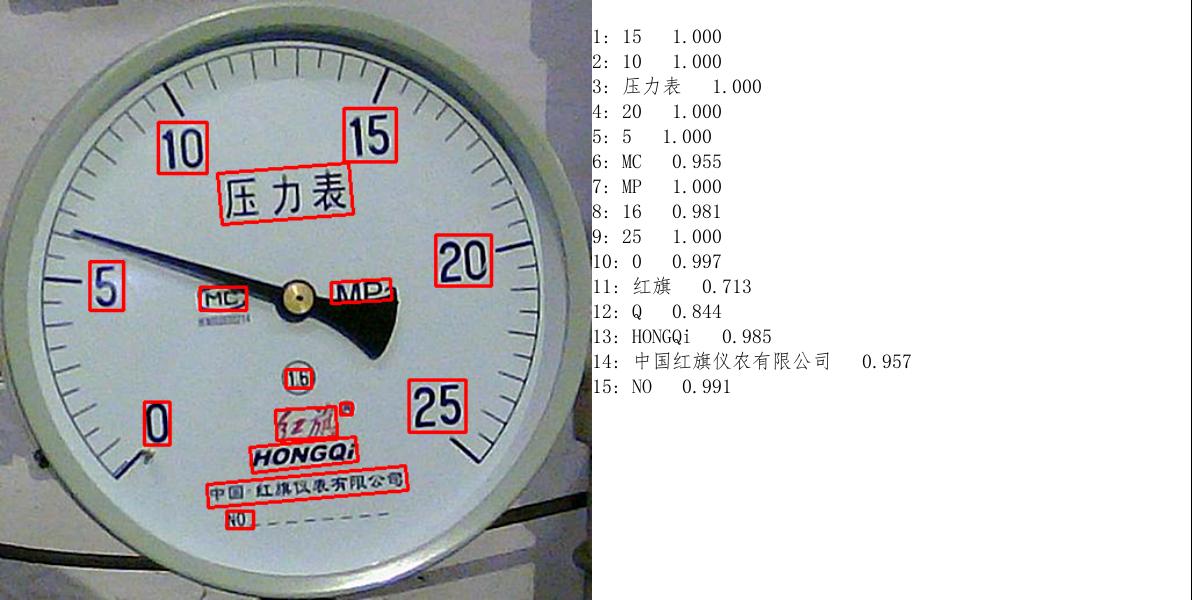 10
15
压力表
20
5
MC
MPa
1.6
25
0
红旗
HONGQi
中国·红旗仪表有限公司
NO
1: 15 1.000
2: 10 1.000
3: 压力表 1.000
4: 20 1.000
5: 5 1.000
6: MC 0.955
7: MP 1.000
8: 16 0.981
9: 25 1.000
10: 0 0.997
11: 红旗 0.713
12: Q 0.844
13: HONGQi 0.985
14: 中国红旗仪农有限公司 0.957
15: NO 0.991